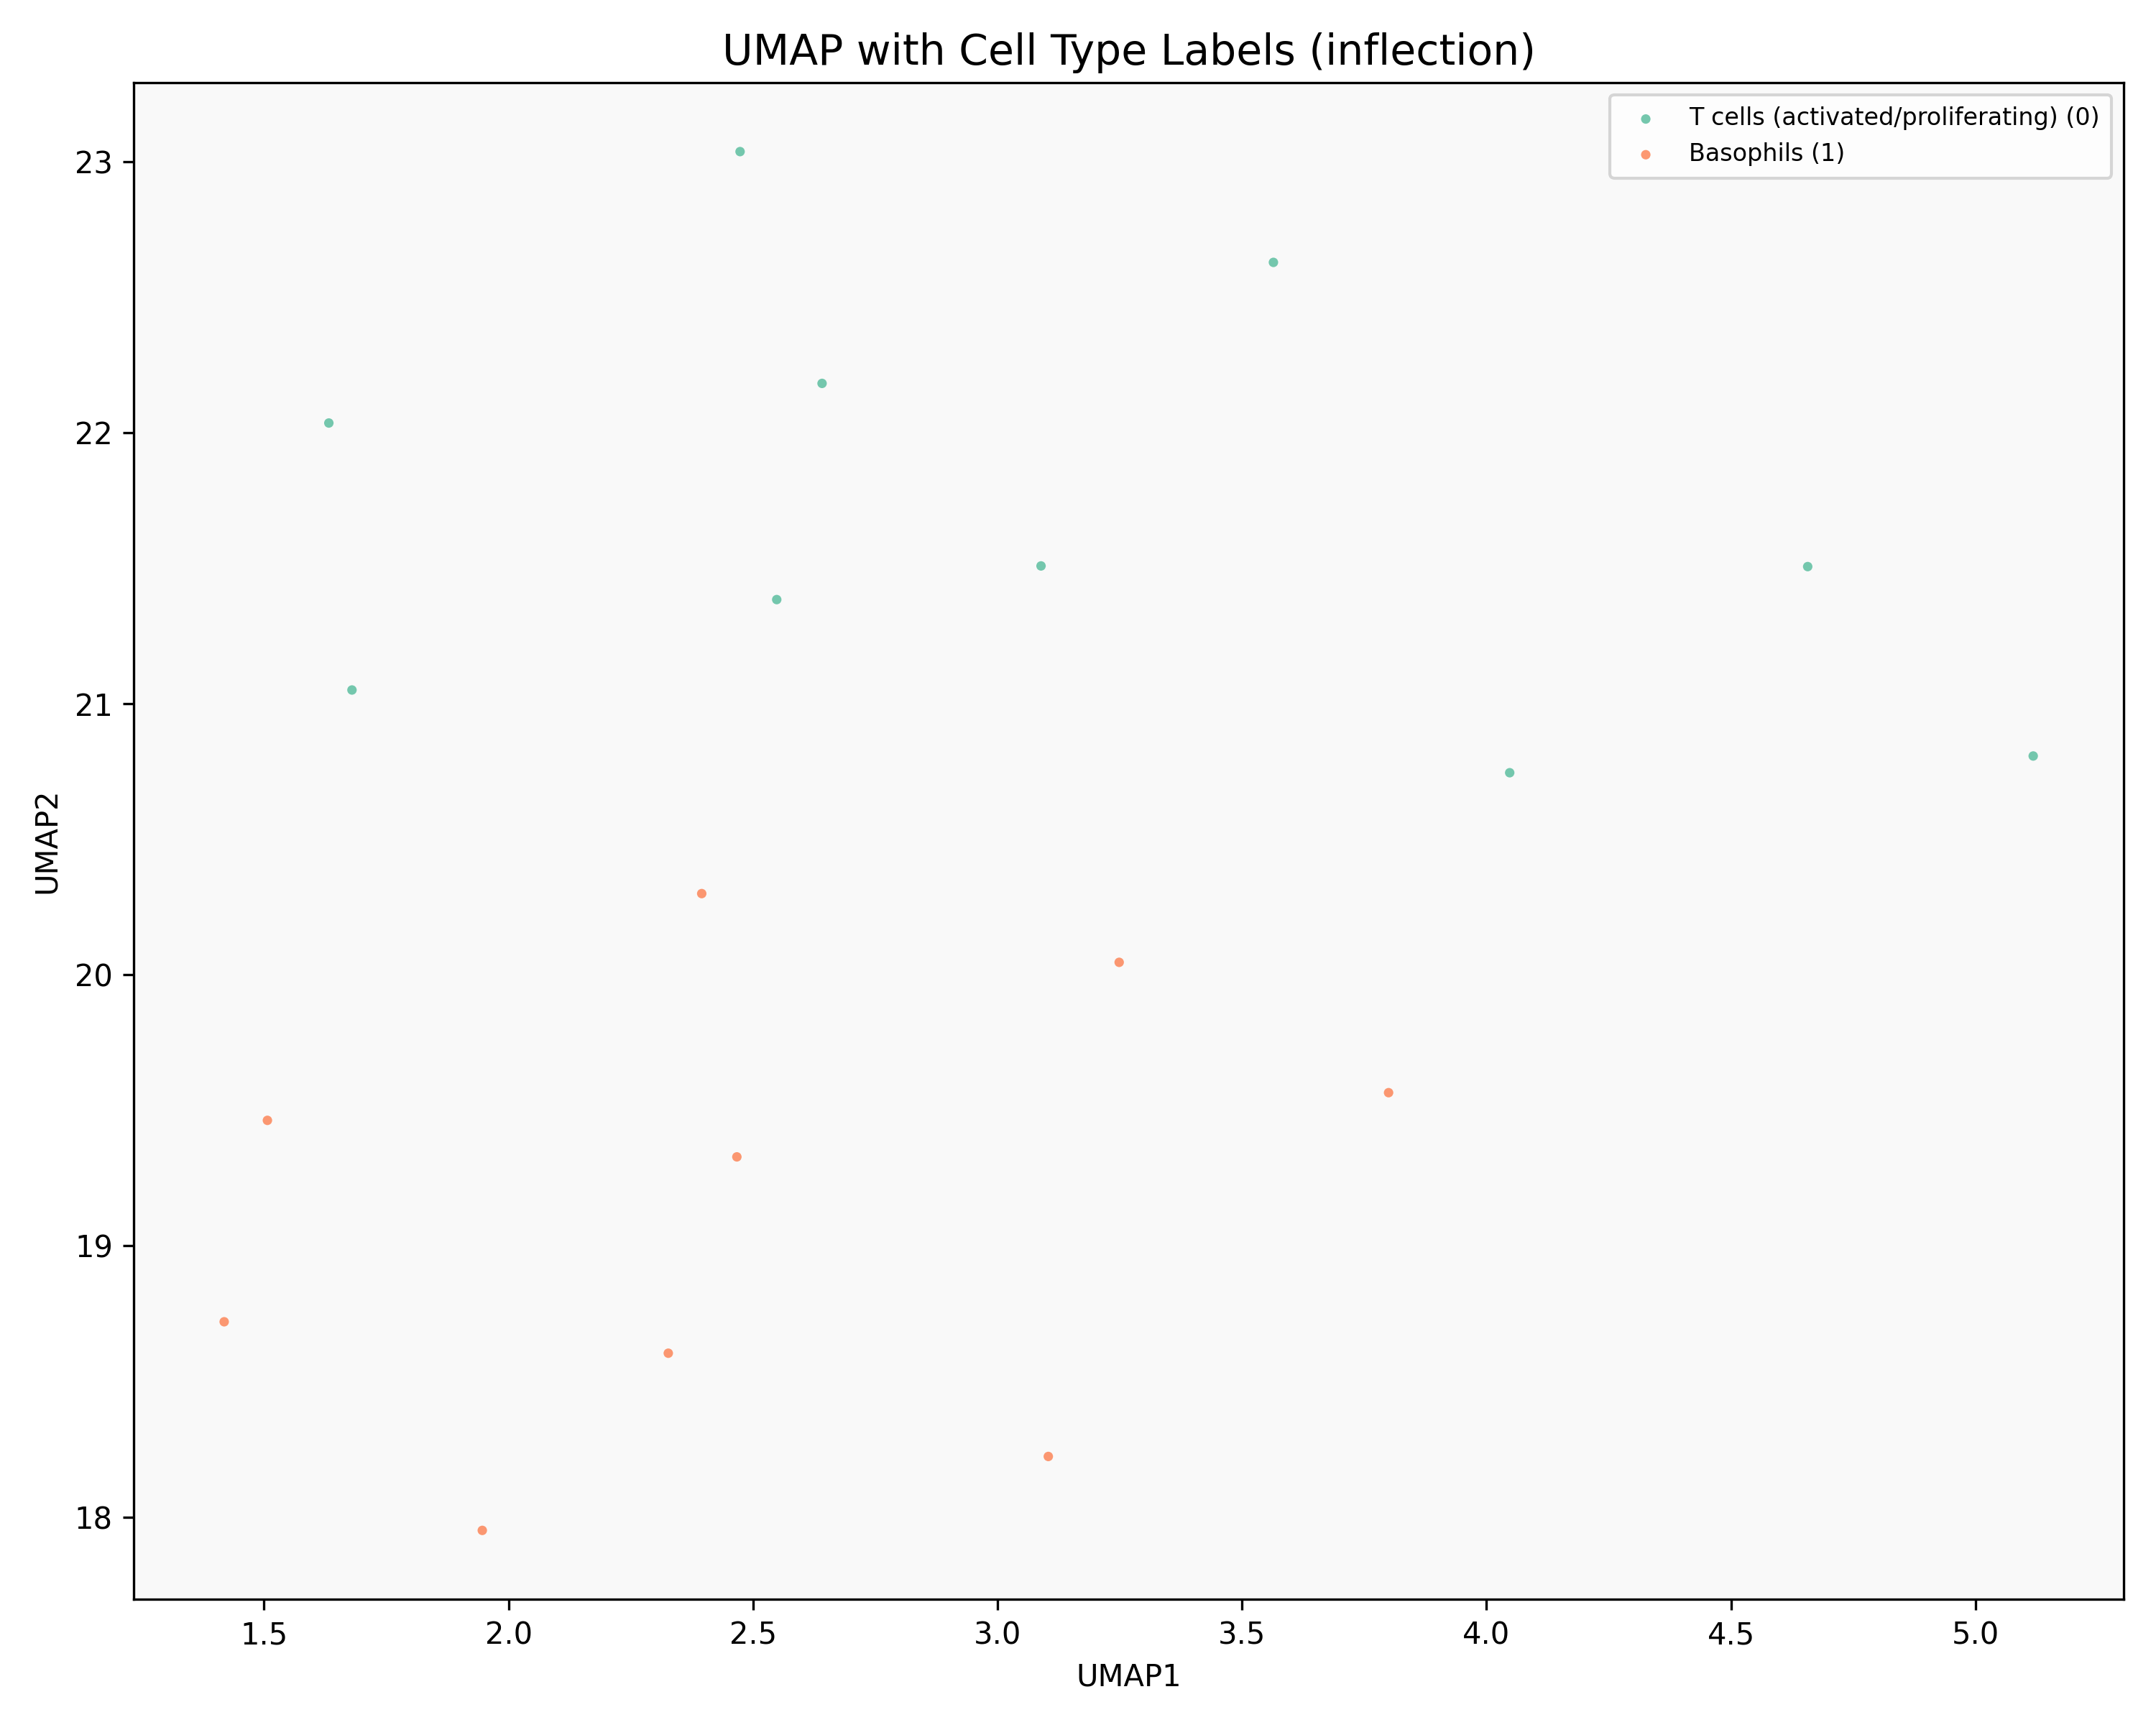 UMAP with Cell Type Labels (inflection)
T cells (activated/proliferating) (0)
Basophils (1)
23
22
21
20
19
18
UMAP2
1.5 2.0 2.5 3.0 3.5 4.0 4.5 5.0
UMAP1